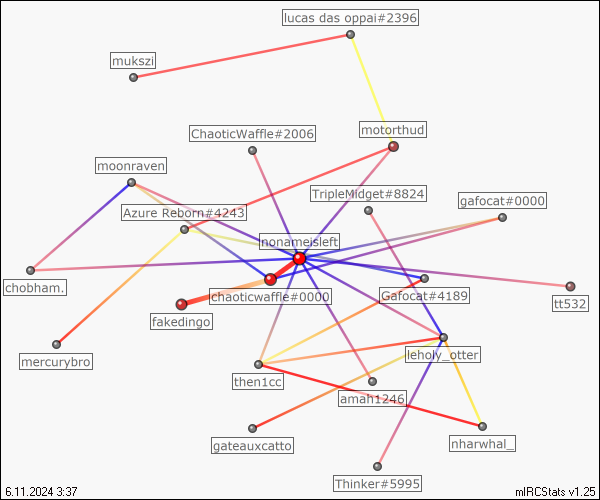 lucas das oppai#2396
mukszi
motorthud
ChaoticWaffle#2006
moonraven
TripleMidget#8824
gafocat#0000
Azure Reborn#4243
nonameisleft
chobham.
chaoticwaffle#0000
Gafocat#4189
tt532
fakedingo
mercurybro
leholy_otter
then1cc
amah1246
gateauxcatto
nharwhal_
Thinker#5995
6.11.2024 3:37
mIRCStats v1.25